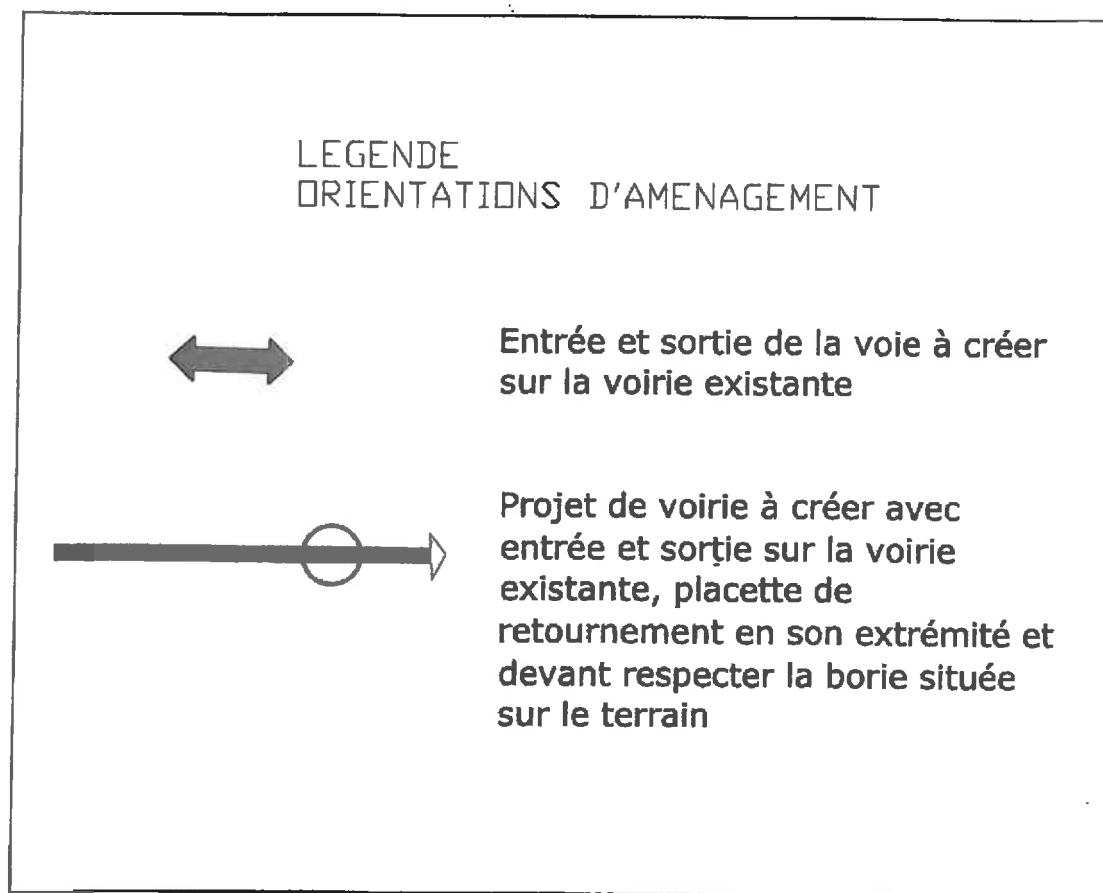 LEGENDE
ORIENTATIONS D'AMENAGEMENT
Entrée et sortie de la voie à créer
sur la voirie existante
Projet de voirie à créer avec
entrée et sortie sur la voirie
existante, placette de
retournement en son extrémité et
devant respecter la borie située
sur le terrain